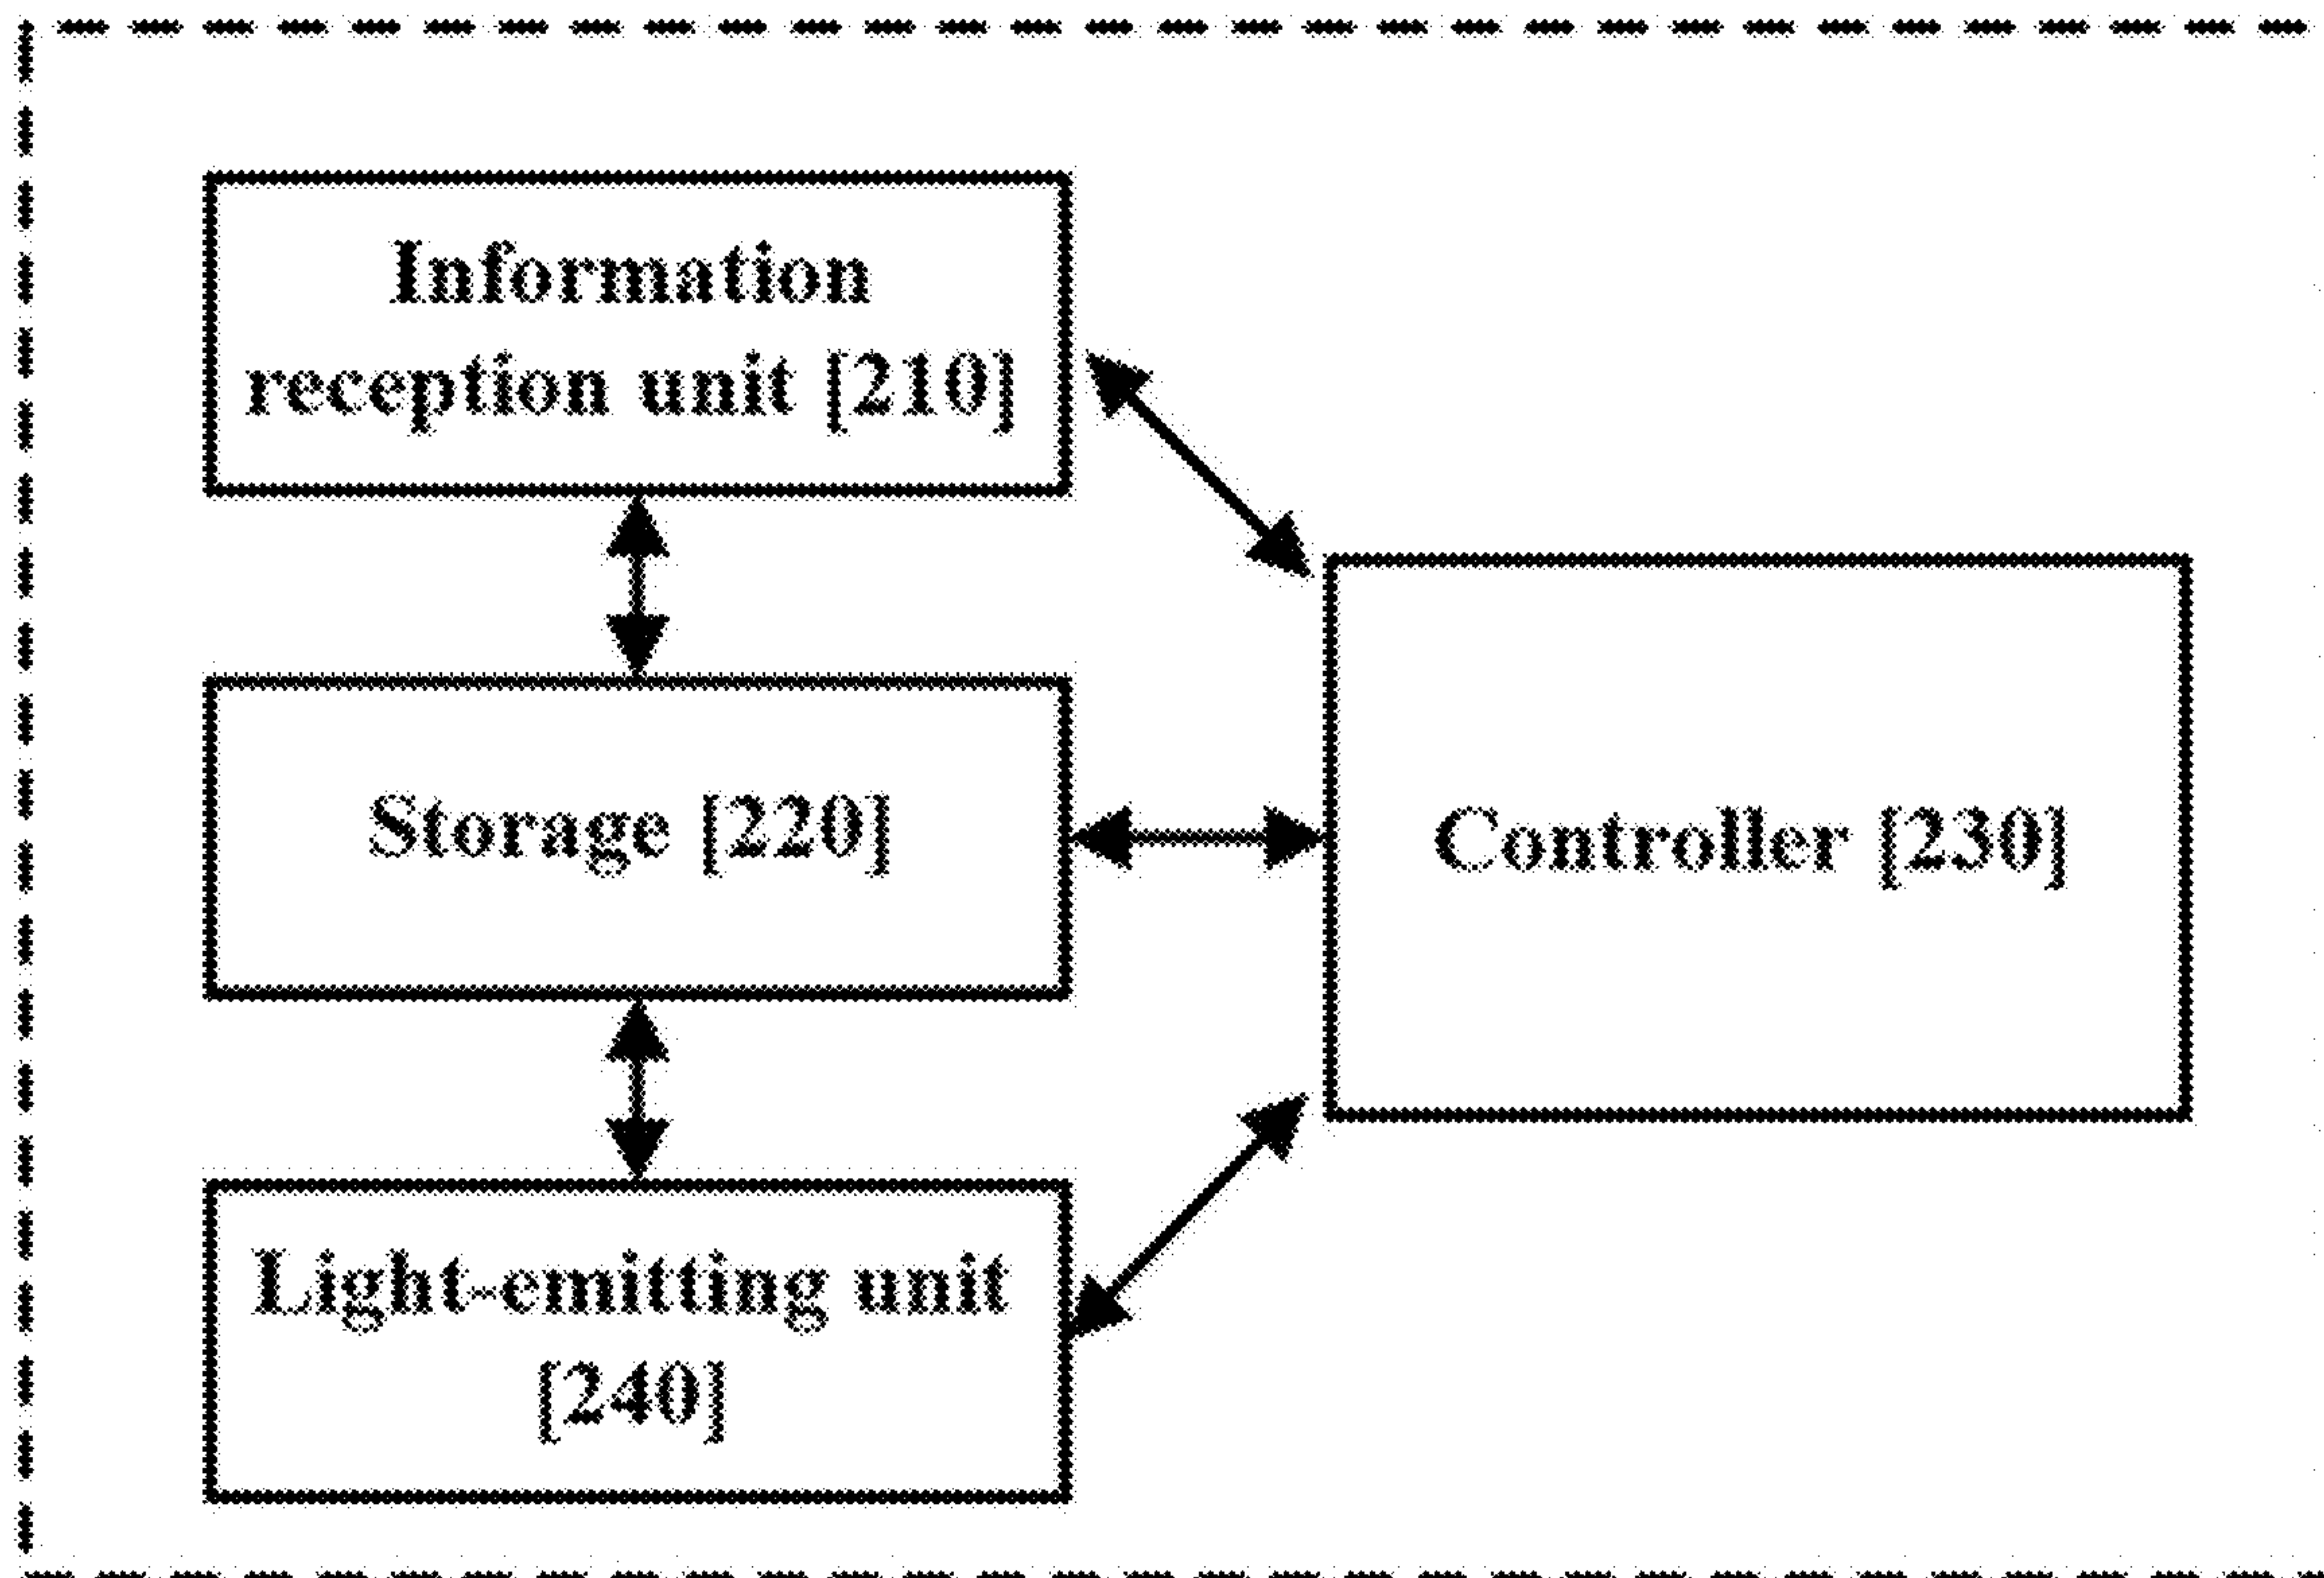 Information
reception unit [210]
Storage [220]
Controller [230]
Light-emitting unit
[240]